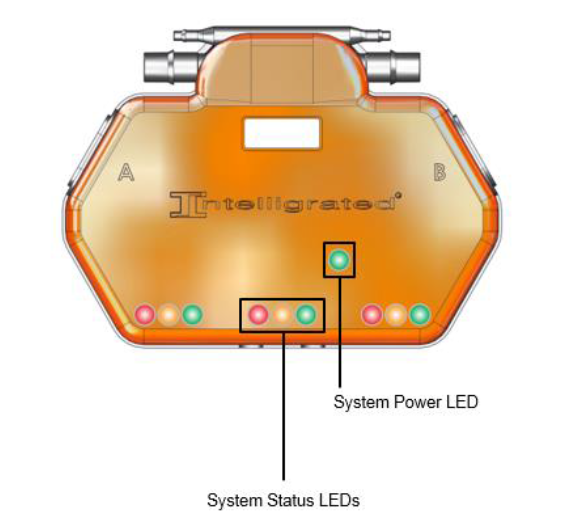 A
B
Intelligrated®
System Power LED
System Status LEDs